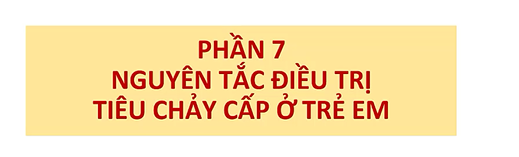 PHẦN 7
NGUYÊN TẮC ĐIỀU TRỊ
TIÊU CHẢY CẤP Ở TRẺ EM